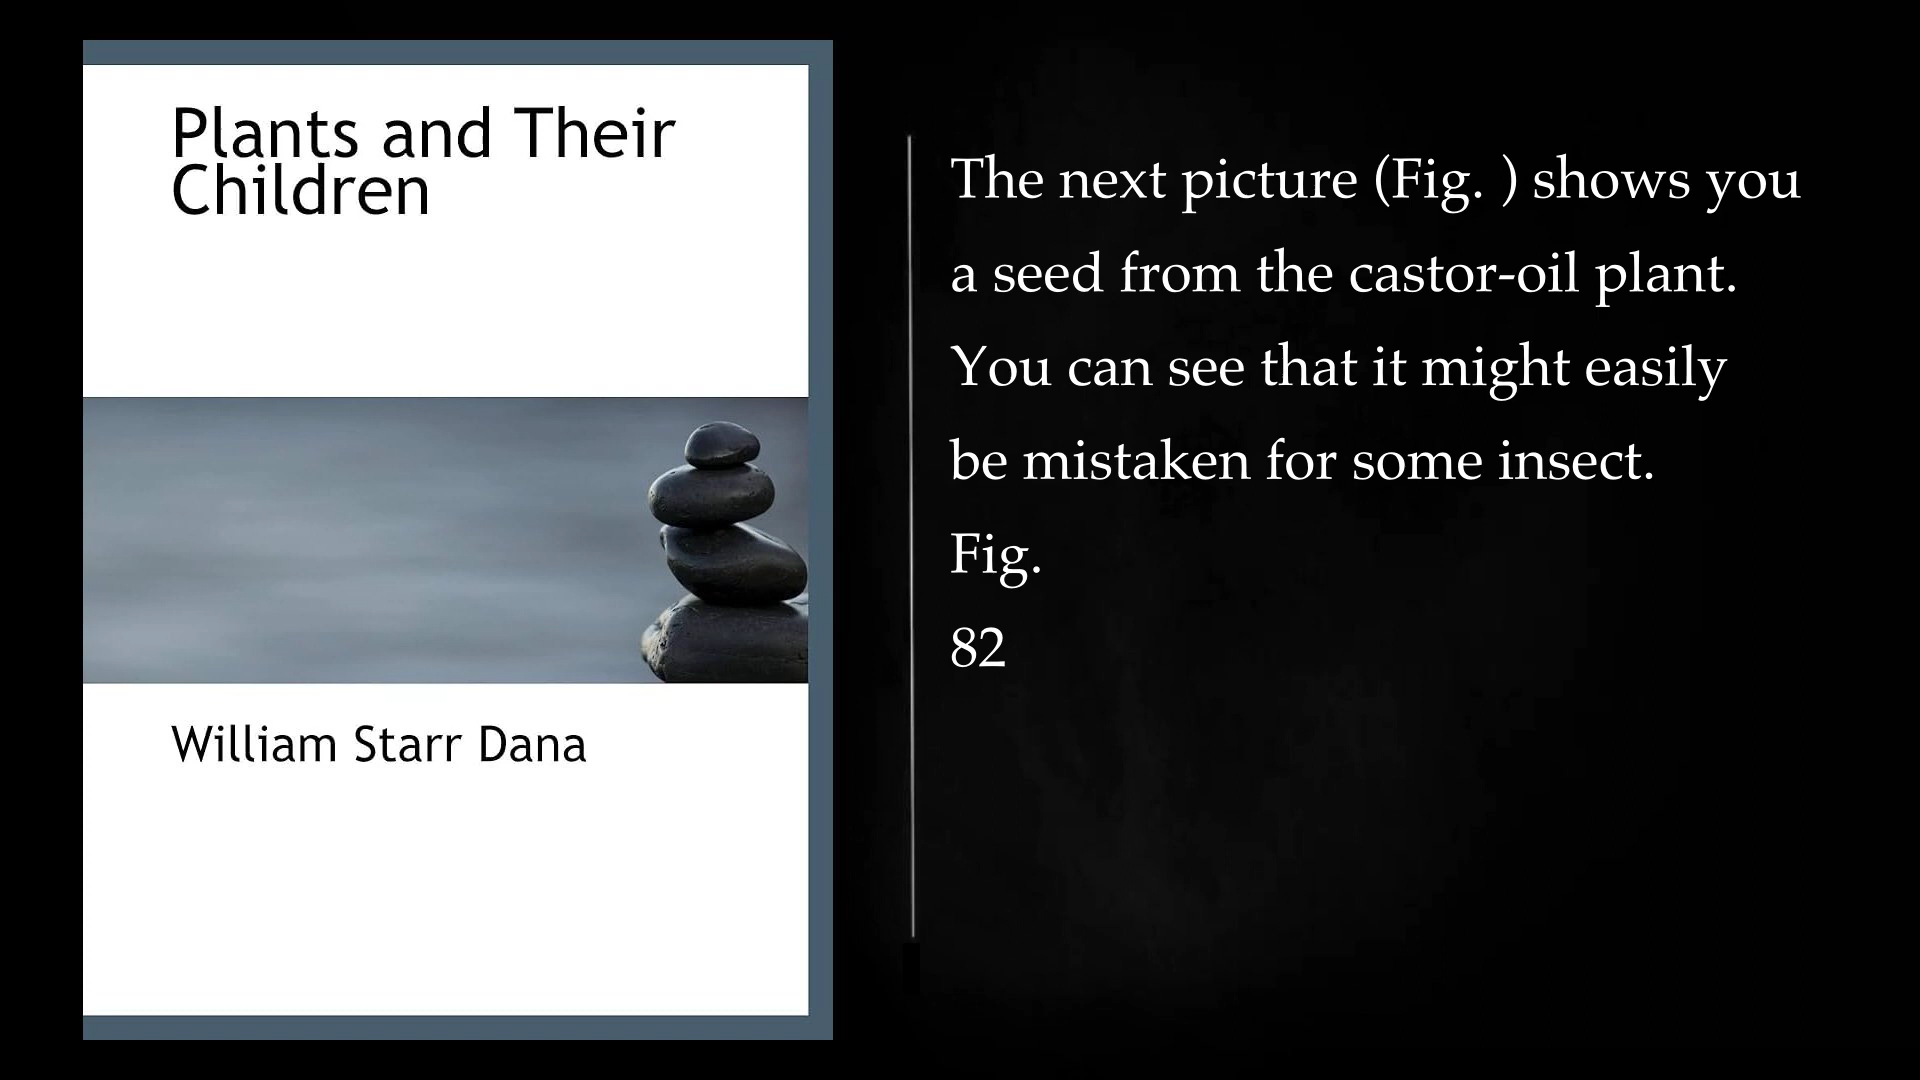 Plants and Their
Children
William Starr Dana
The next picture (Fig. ) shows you
a seed from the castor-oil plant.
You can see that it might easily
be mistaken for some insect.
Fig.
82